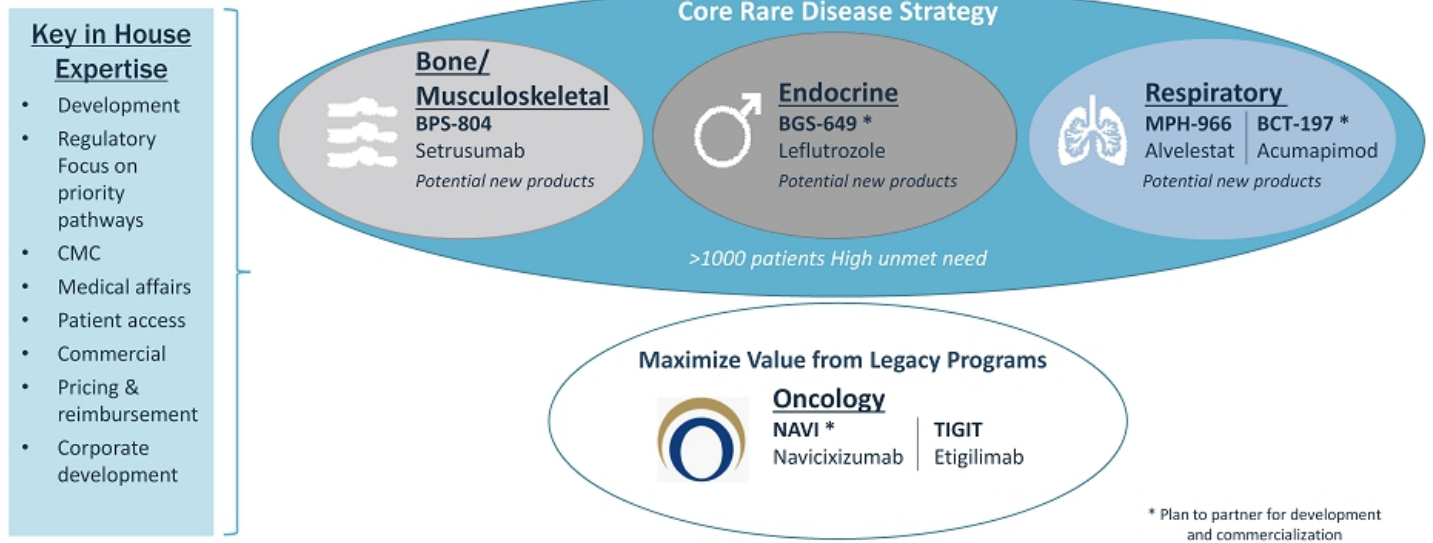 Key in House
Expertise
• Development
• Regulatory
Focus on
priority
pathways
• CMC
• Medical affairs
• Patient access
• Commercial
• Pricing &
reimbursement
• Corporate
development
Core Rare Disease Strategy
Bone/
Musculoskeletal
BPS-804
Setrusumab
Potential new products
Endocrine
BGS-649 *
Leflutrozole
Potential new products
Respiratory
MPH-966 BCT-197 *
Alvelestat Acumapimod
Potential new products
>1000 patients High unmet need
Maximize Value from Legacy Programs
Oncology
NAVI * TIGIT
Navicixizumab Etigilimab
* Plan to partner for development
and commercialization